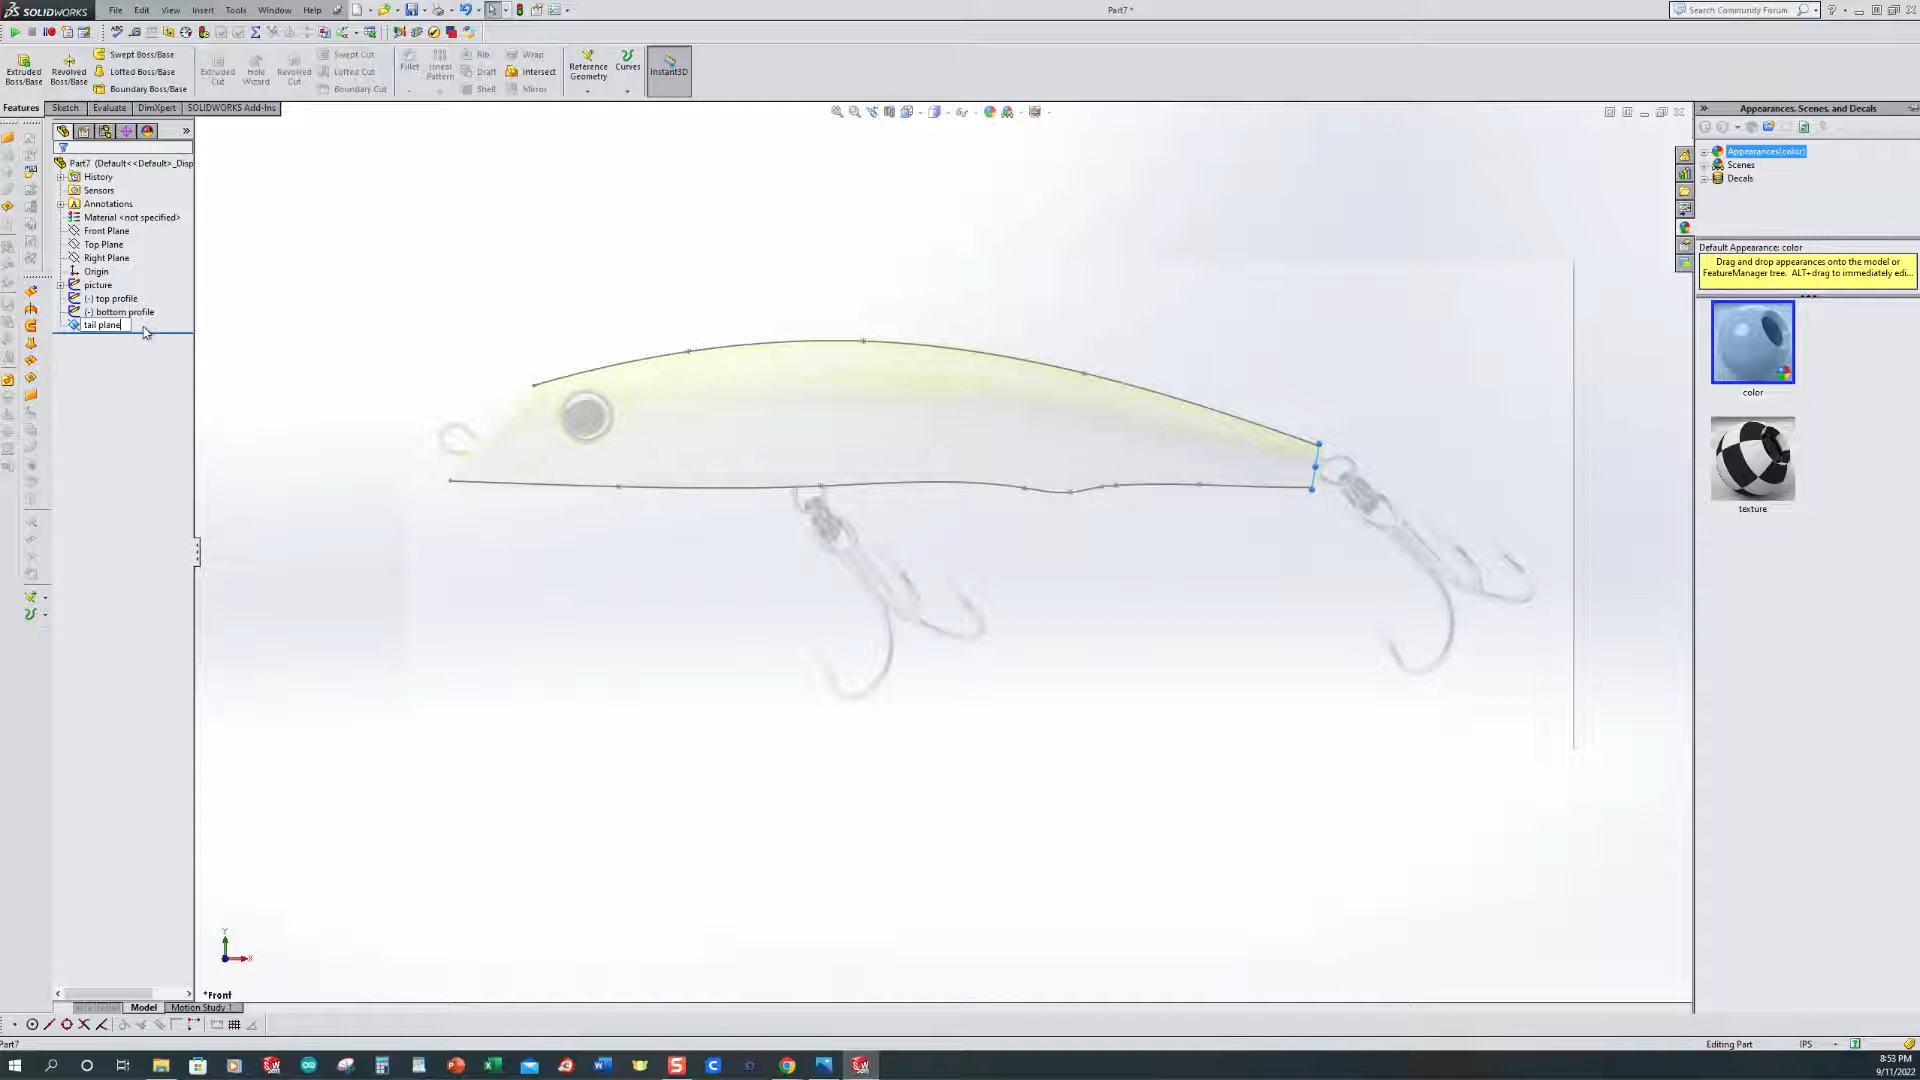 SOLIDWORKS File Edit View Insert Tools Window Help Part7 * Search Community Forum
Extruded Boss/Base
Revolved Boss/Base
Swept Boss/Base
Lofted Boss/Base
Boundary Boss/Base
Extruded Cut
Hole Wizard
Revolved Cut
Swept Cut
Lofted Cut
Boundary Cut
Fillet
Linear Pattern
Rib
Draft
Shell
Wrap
Intersect
Mirror
Reference Geometry
Curves
Instant3D
Features Sketch Evaluate DimXpert SOLIDWORKS Add-Ins
Part7 (Default<<Default>_Disp
History
Sensors
Annotations
Material <not specified>
Front Plane
Top Plane
Right Plane
Origin
picture
(-) top profile
(-) bottom profile
tail plane
Appearances, Scenes, and Decals
Appearances(color)
Scenes
Decals
Default Appearance: color
Drag and drop appearances onto the model or
FeatureManager tree. ALT+drag to immediately edi...
color
texture
Y
X
*Front
Model Motion Study 1
Part7 Editing Part IPS
8:53 PM
9/11/2022